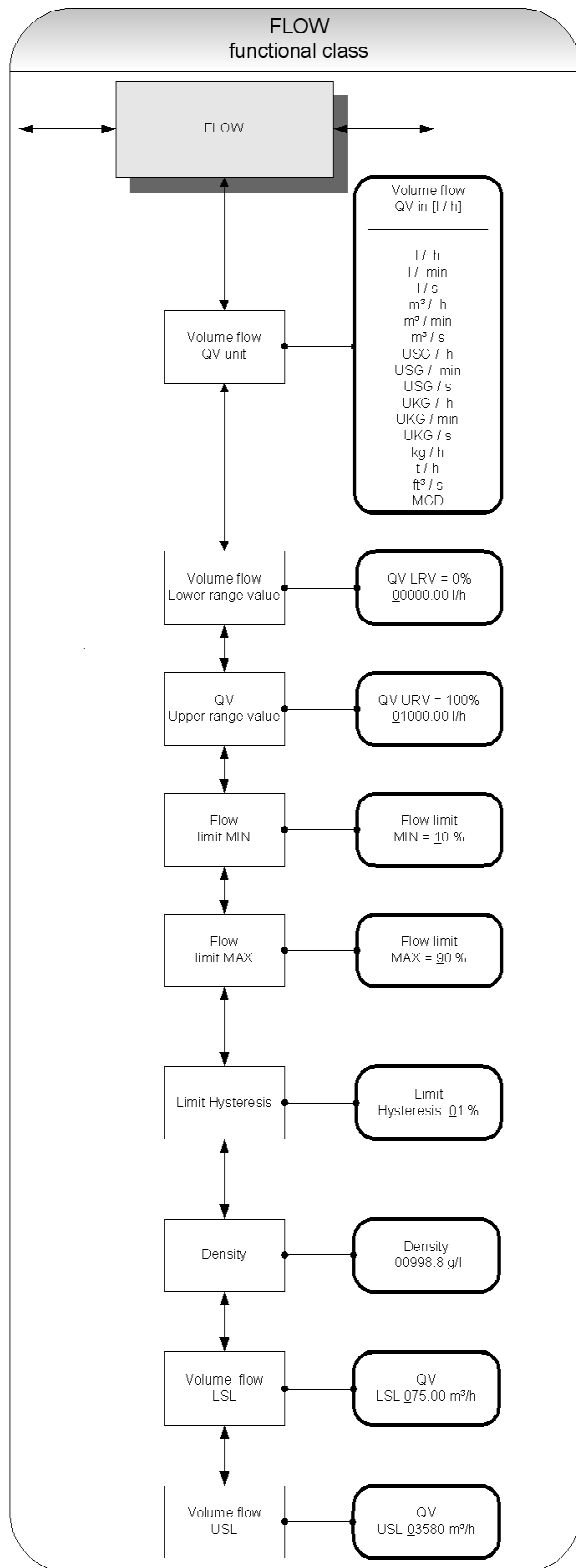 FLOW
functional class
FLOW
Volume flow
QV in [l / h]
l / h
l / min
l / s
m³ / h
m³ / min
m³ / s
USG / h
USG / min
USG / s
UKG / h
UKG / min
UKG / s
kg / h
t / h
ft³ / s
MCD
Volume flow
QV unit
Volume flow
Lower range value
QV LRV = 0%
00000.00 l/h
QV
Upper range value
QV URV = 100%
01000.00 l/h
Flow
limit MIN
Flow limit
MIN = 10 %
Flow
limit MAX
Flow limit
MAX = 90 %
Limit Hysteresis
Limit
Hysteresis 01 %
Density
Density
00998.8 g/l
Volume flow
LSL
QV
LSL 075.00 m³/h
Volume flow
USL
QV
USL 03580 m³/h